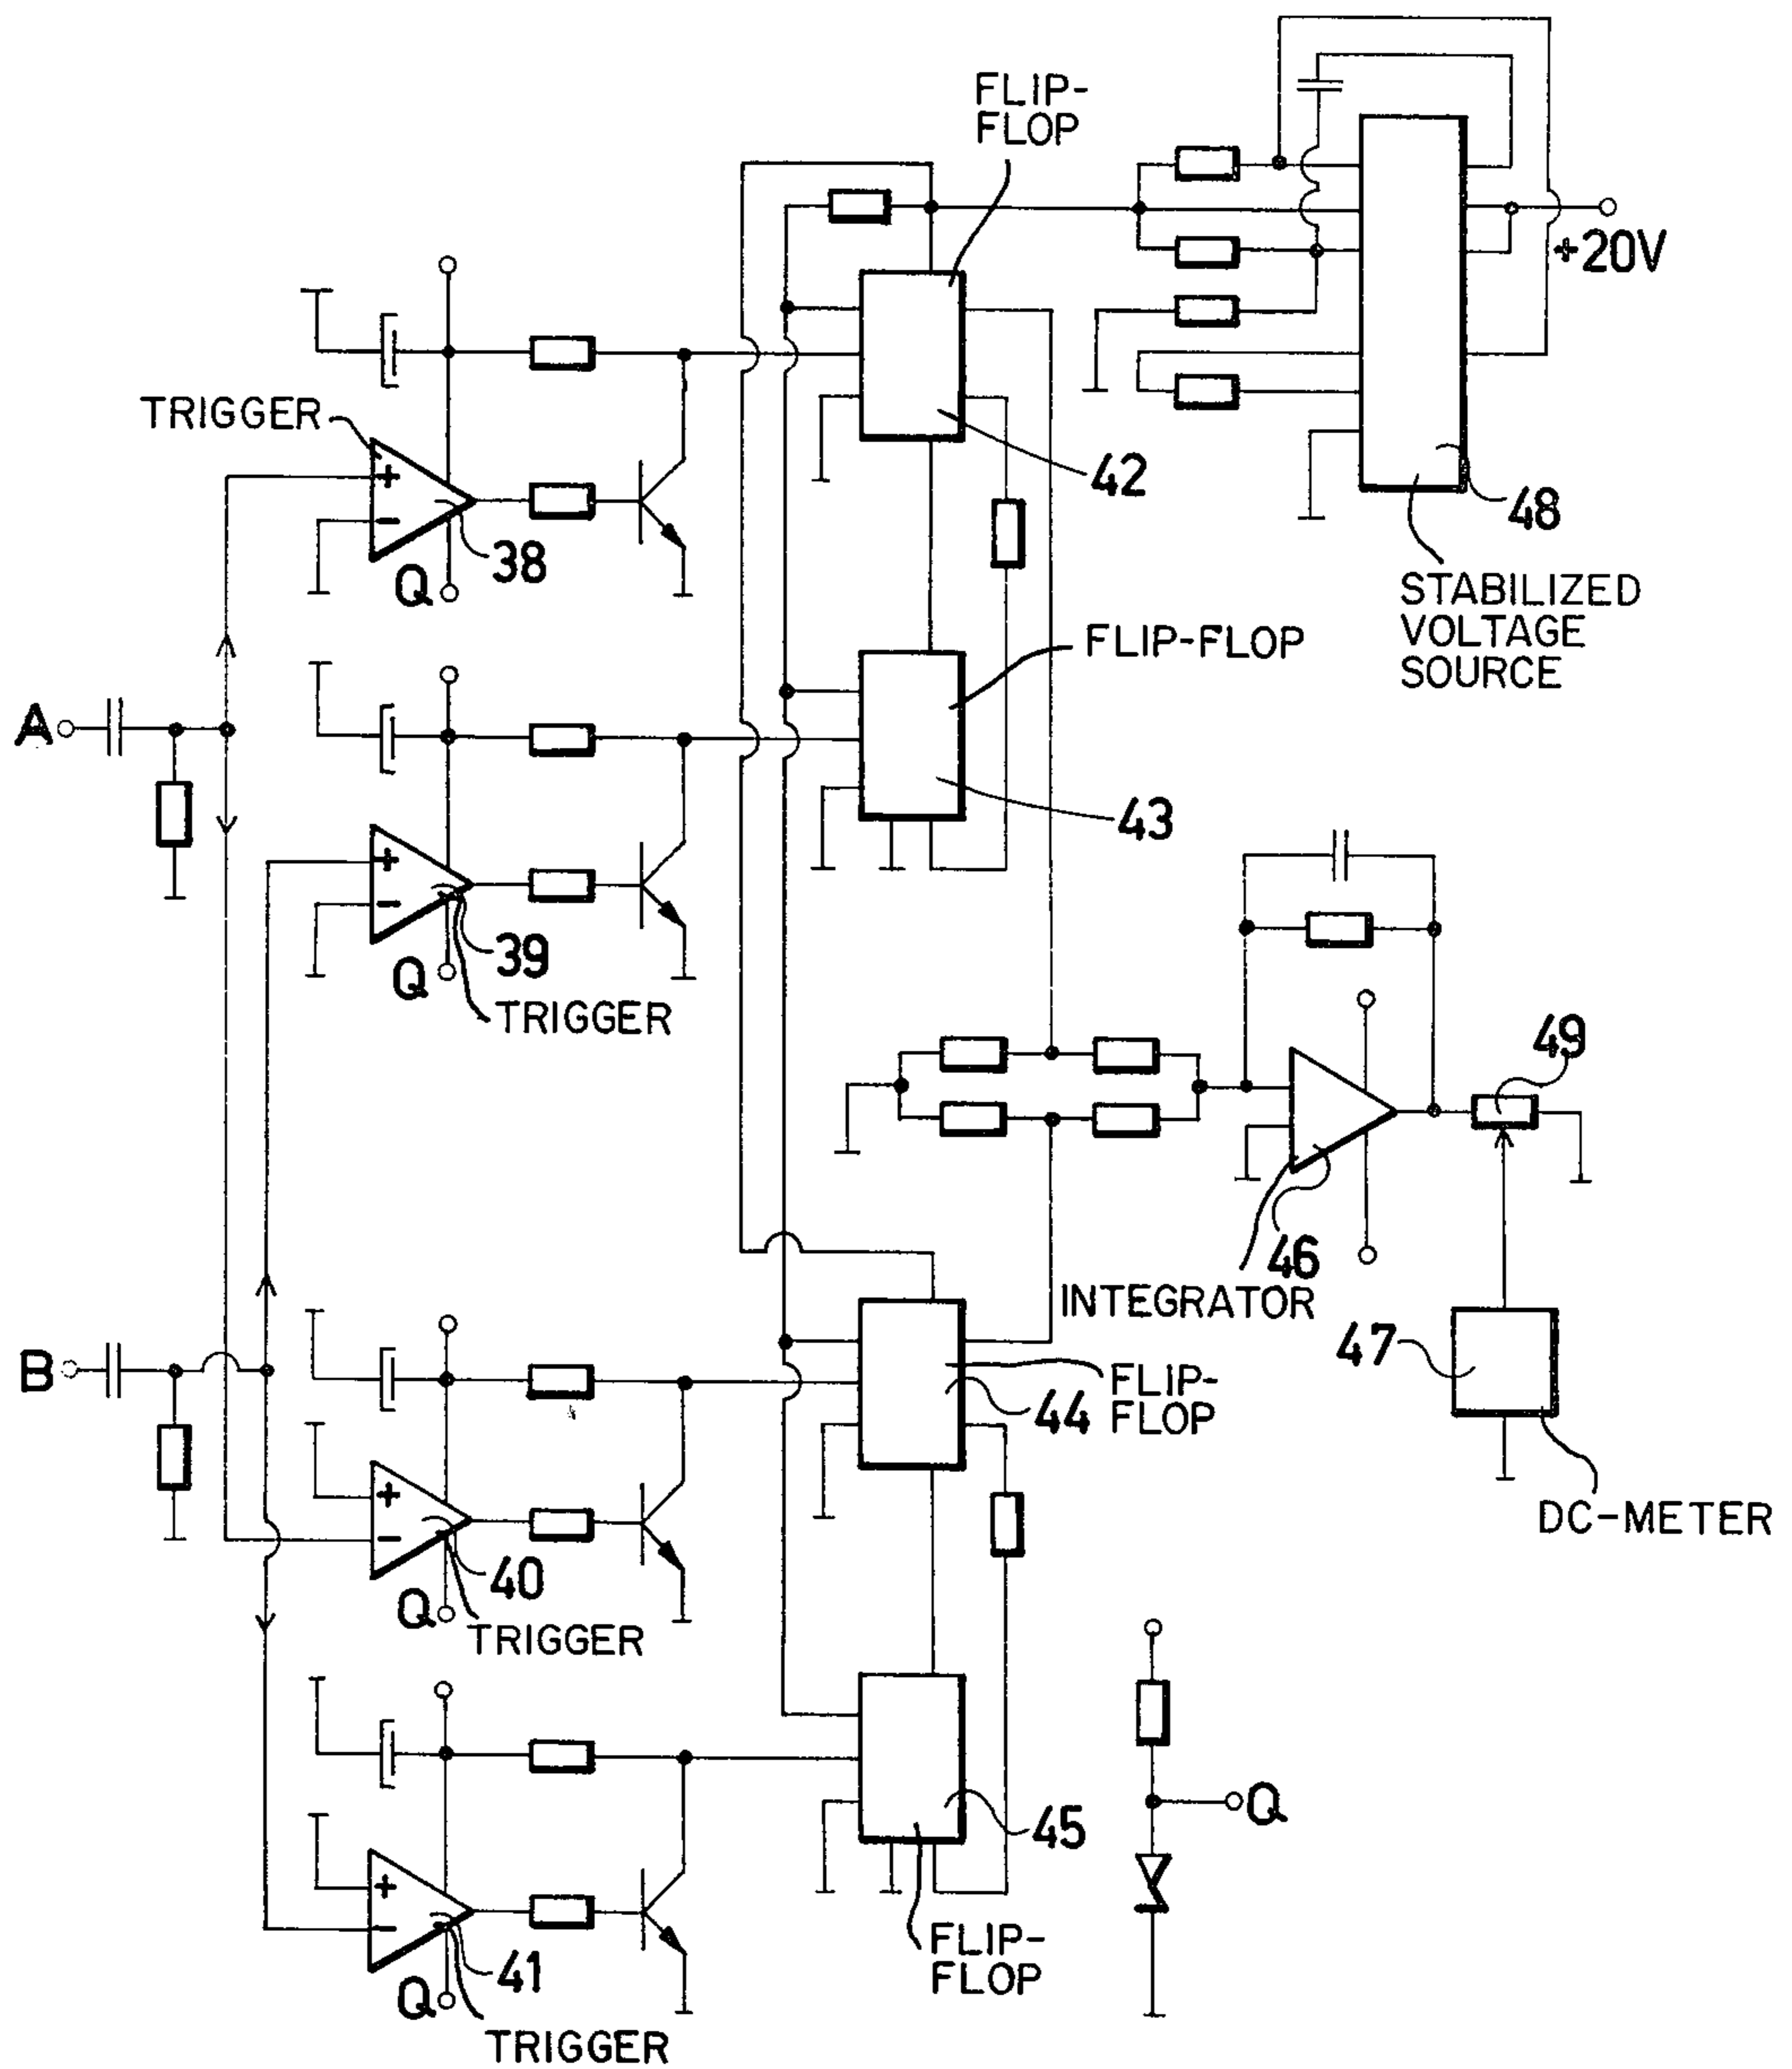 FLIP-
FLOP
+20V
TRIGGER
+
−
38
Q
42
48
STABILIZED
VOLTAGE
SOURCE
FLIP-FLOP
A
43
+
−
39
Q
TRIGGER
49
46
INTEGRATOR
B
47
FLIP-
FLOP
44
+
−
40
Q
TRIGGER
DC-METER
Q
45
+
−
41
Q
TRIGGER
FLIP-
FLOP